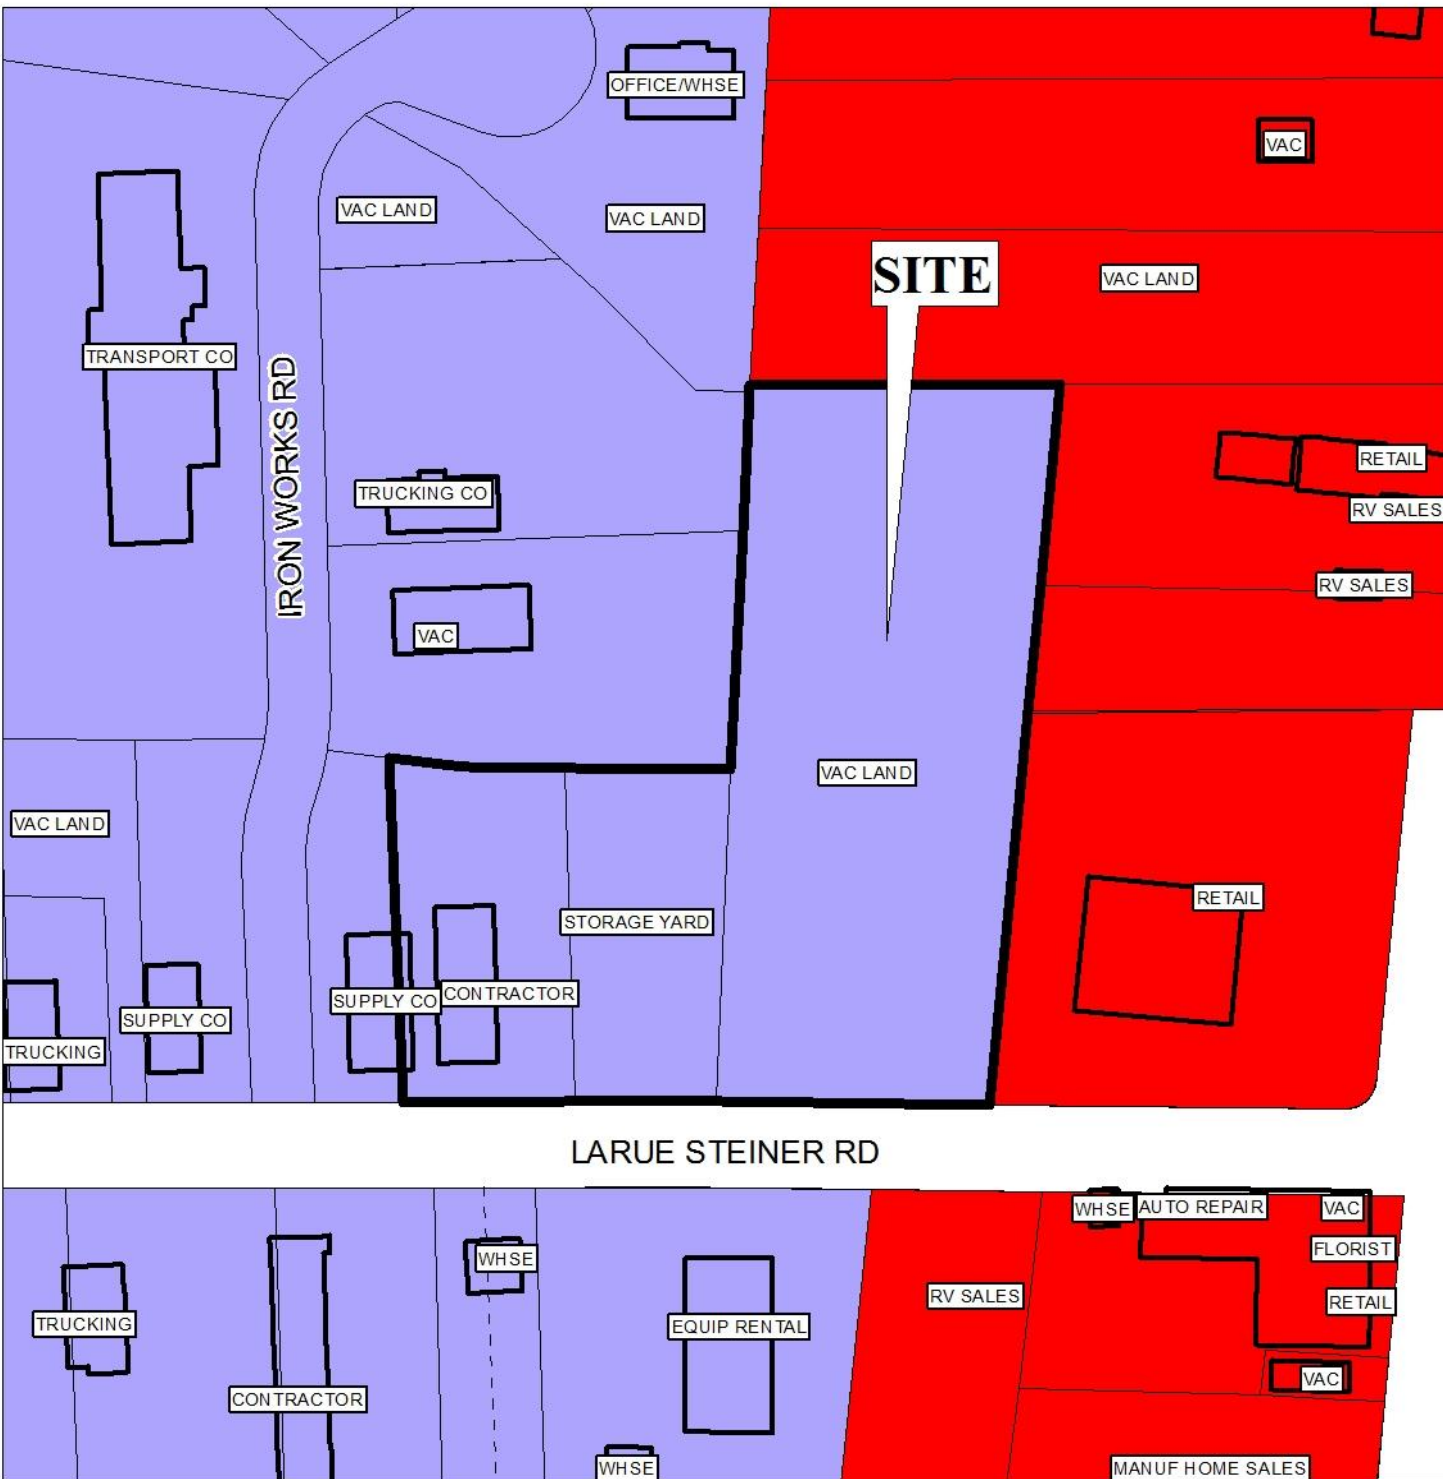 OFFICE/WHSE
VAC
VAC LAND
VAC LAND
SITE
VAC LAND
TRANSPORT CO
IRON WORKS RD
RETAIL
TRUCKING CO
RV SALES
RV SALES
VAC
VAC LAND
VAC LAND
RETAIL
STORAGE YARD
SUPPLY CO
CONTRACTOR
SUPPLY CO
TRUCKING
LARUE STEINER RD
WHSE
AUTO REPAIR
VAC
FLORIST
WHSE
RV SALES
RETAIL
TRUCKING
EQUIP RENTAL
VAC
CONTRACTOR
WHSE
MANUF HOME SALES